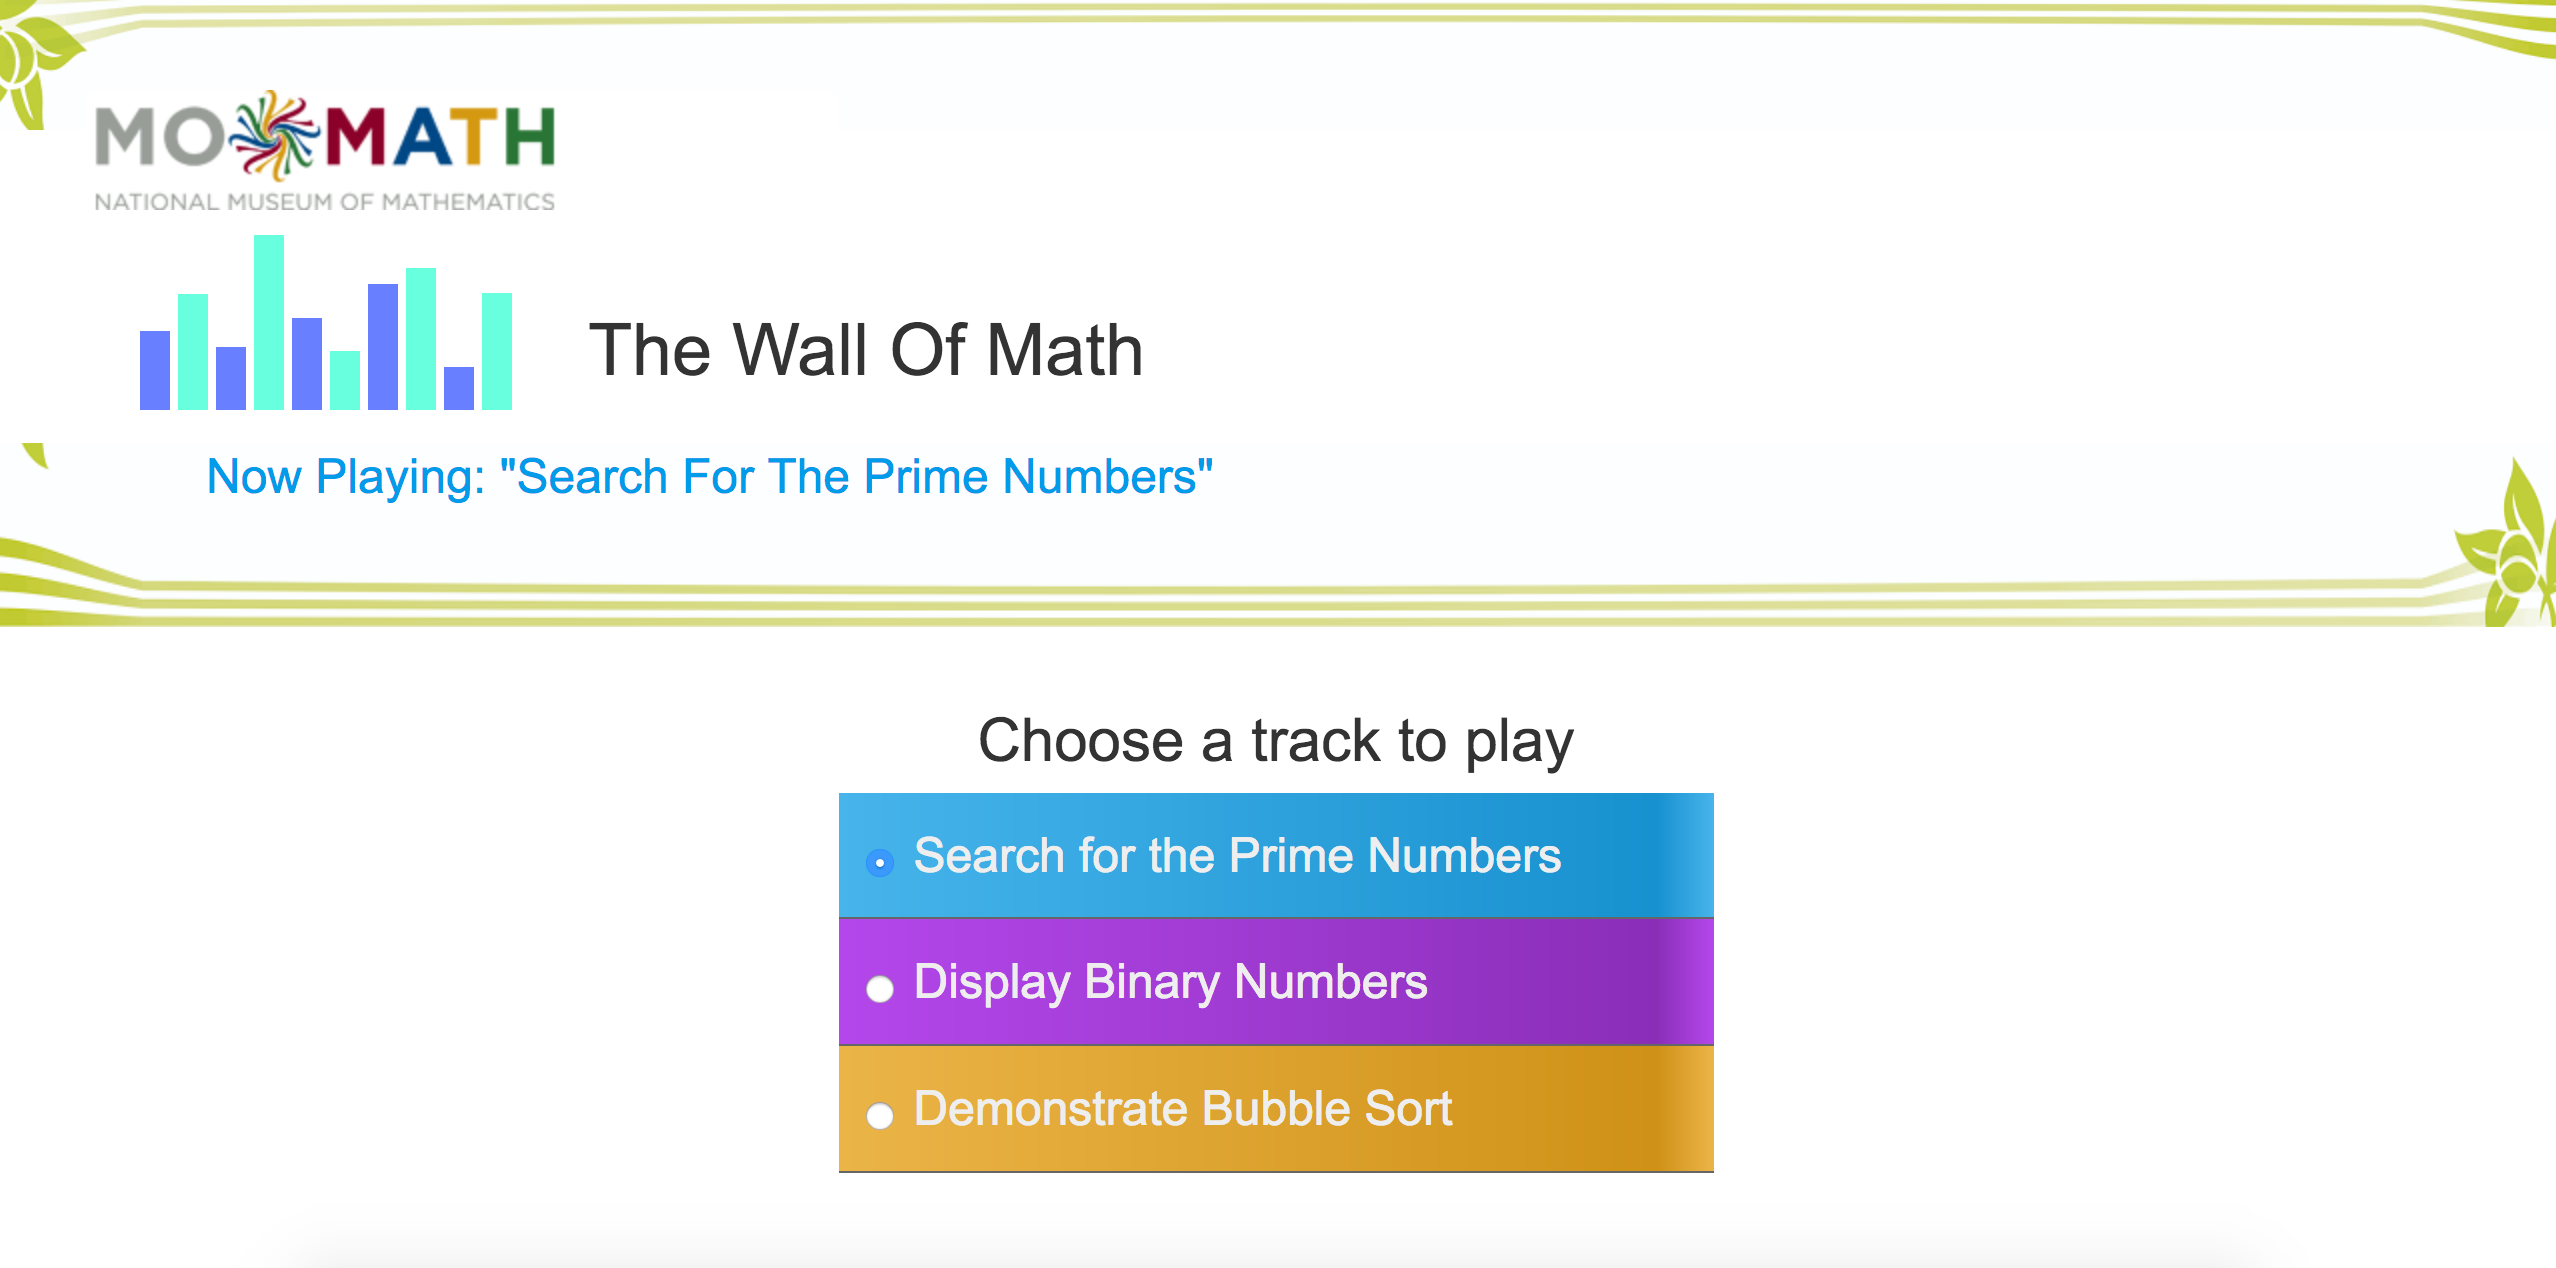 MOMATH
NATIONAL MUSEUM OF MATHEMATICS
The Wall Of Math
Now Playing: "Search For The Prime Numbers"
Choose a track to play
Search for the Prime Numbers
Display Binary Numbers
Demonstrate Bubble Sort